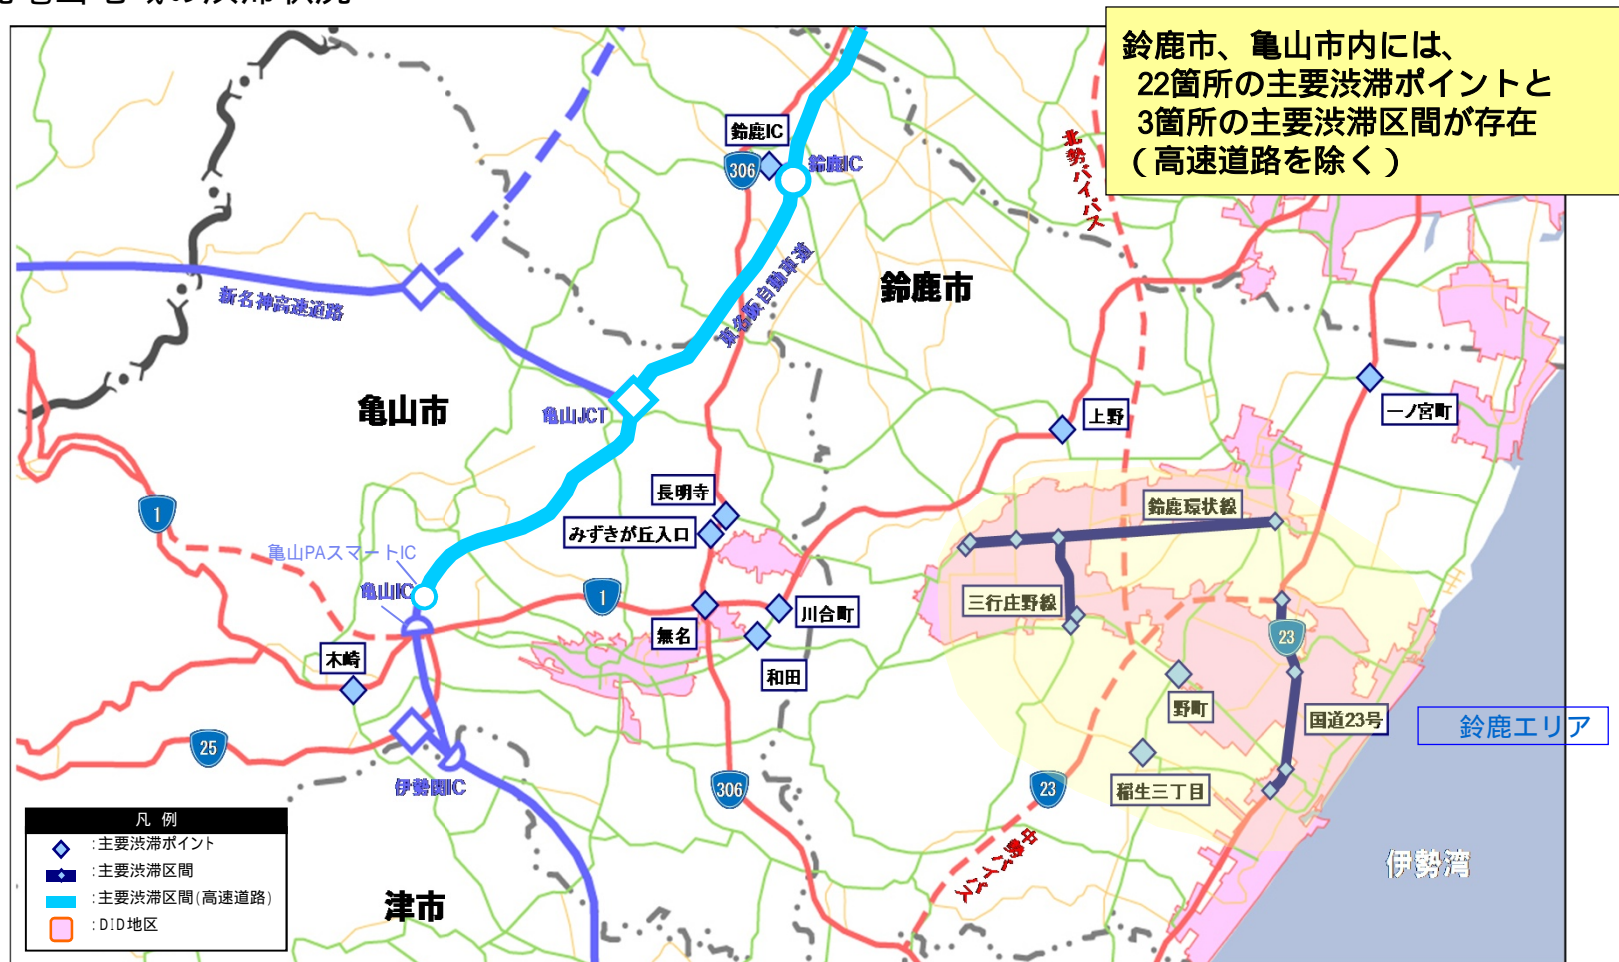 鈴鹿市、亀山市内には、
22箇所の主要渋滞ポイントと
3箇所の主要渋滞区間が存在
(高速道路を除く)
鈴鹿IC
306
鈴鹿IC
北勢バイパス
東名阪自動車道
鈴鹿市
新名神高速道路
亀山市
亀山JCT
一ノ宮町
上野
長明寺
みずきが丘入口
鈴鹿環状線
1
亀山PAスマートIC
亀山IC
1
三行庄野線
川合町
無名
23
木崎
和田
野町
国道23号
鈴鹿エリア
25
伊勢関IC
306
23
稲生三丁目
中勢バイパス
伊勢湾
津市
凡 例
:主要渋滞ポイント
:主要渋滞区間
:主要渋滞区間(高速道路)
:DID地区